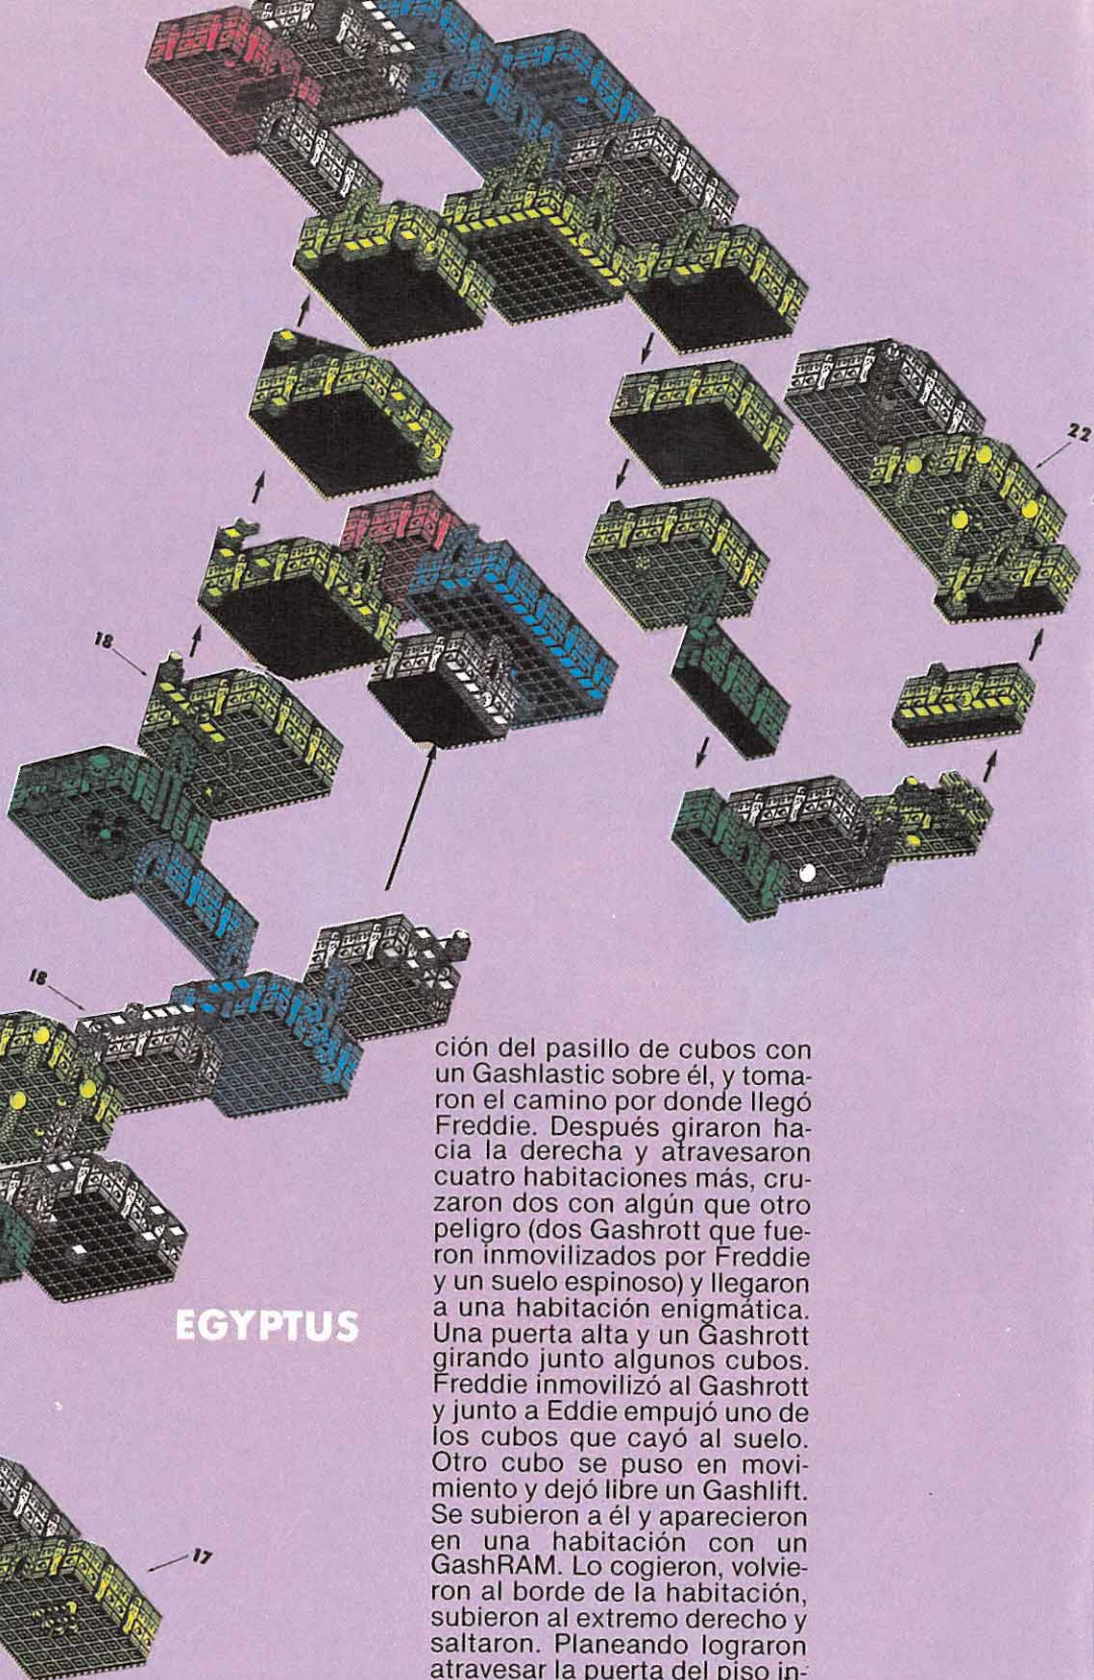 22
18
18
ción del pasillo de cubos con
un Gashlastic sobre él, y toma-
ron el camino por donde llegó
Freddie. Después giraron ha-
cia la derecha y atravesaron
cuatro habitaciones más, cru-
zaron dos con algún que otro
peligro (dos Gashrott que fue-
ron inmovilizados por Freddie
y un suelo espinoso) y llegaron
a una habitación enigmática.
Una puerta alta y un Gashrott
girando junto algunos cubos.
Freddie inmovilizó al Gashrott
y junto a Eddie empujó uno de
los cubos que cayó al suelo.
Otro cubo se puso en movi-
miento y dejó libre un Gashlift.
Se subieron a él y aparecieron
en una habitación con un
GashRAM. Lo cogieron, volvie-
ron al borde de la habitación,
subieron al extremo derecho y
saltaron. Planeando lograron
atravesar la puerta del piso in-
EGYPTUS
17